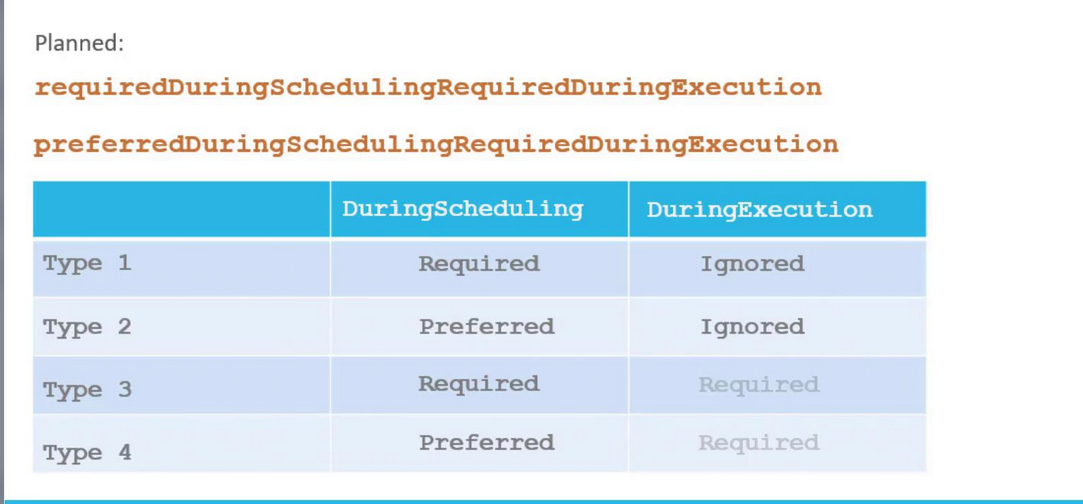 Planned:
requiredDuringSchedulingRequiredDuringExecution
preferredDuringSchedulingRequiredDuringExecution
DuringScheduling DuringExecution
Type 1 Required Ignored
Type 2 Preferred Ignored
Type 3 Required Required
Type 4 Preferred Required